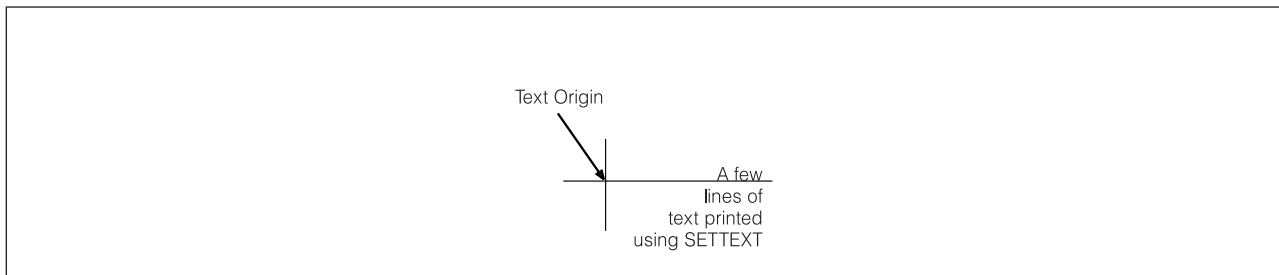 Text Origin
A few
lines of
text printed
using SETTEXT